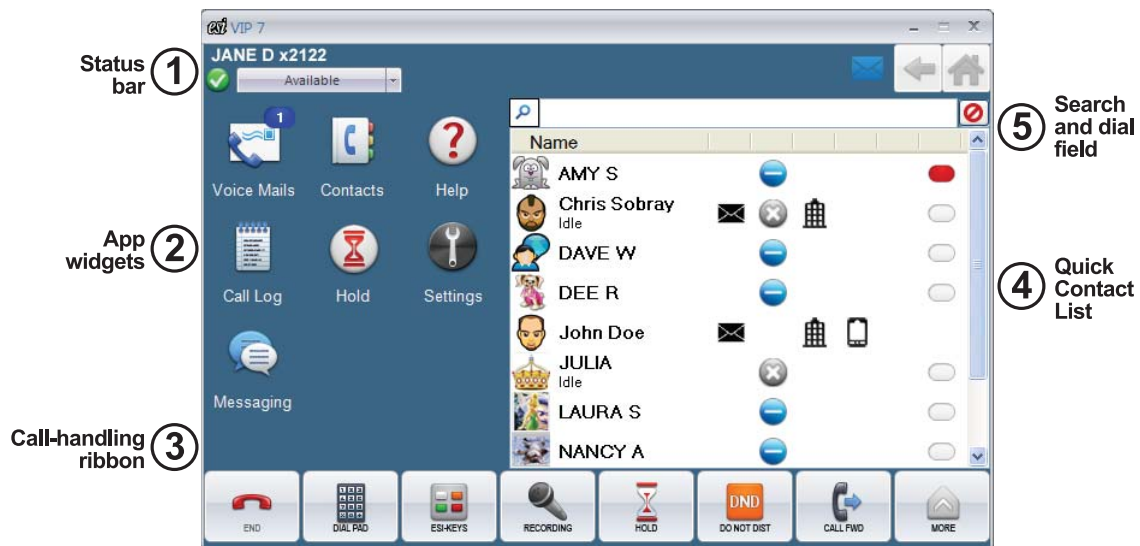 esi VIP 7
JANE D x2122
Available
Status
bar
1
1
Voice Mails
Contacts
Help
App
widgets
2
Call Log
Hold
Settings
Messaging
Call-handling
ribbon
3
Name
AMY S
Chris Sobray
Idle
DAVE W
DEE R
John Doe
JULIA
Idle
LAURA S
NANCY A
5
Search
and dial
field
4
Quick
Contact
List
END
DIAL PAD
ESI-KEYS
RECORDING
HOLD
DND
DO NOT DIST
CALL FWD
MORE